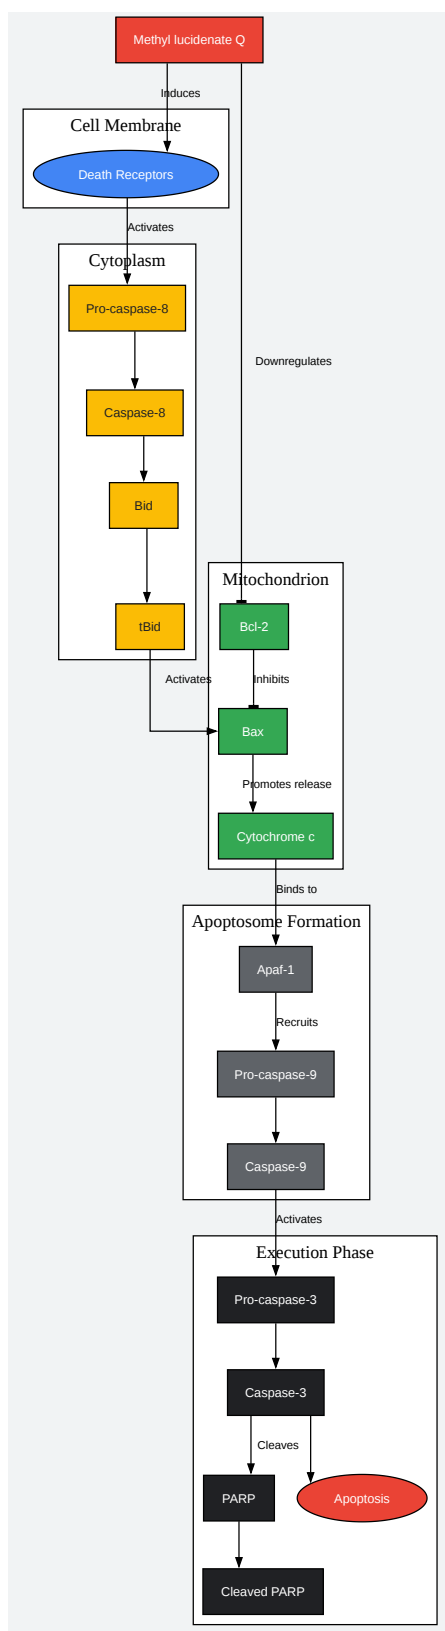 Methyl lucidenate Q
Induces
Cell Membrane
Death Receptors
Activates
Cytoplasm
Pro-caspase-8
Downregulates
Caspase-8
Bid
Mitochondrion
tBid
Bcl-2
Activates
Inhibits
Bax
Promotes release
Cytochrome c
Binds to
Apoptosome Formation
Apaf-1
Recruits
Pro-caspase-9
Caspase-9
Activates
Execution Phase
Pro-caspase-3
Caspase-3
Cleaves
PARP
Apoptosis
Cleaved PARP